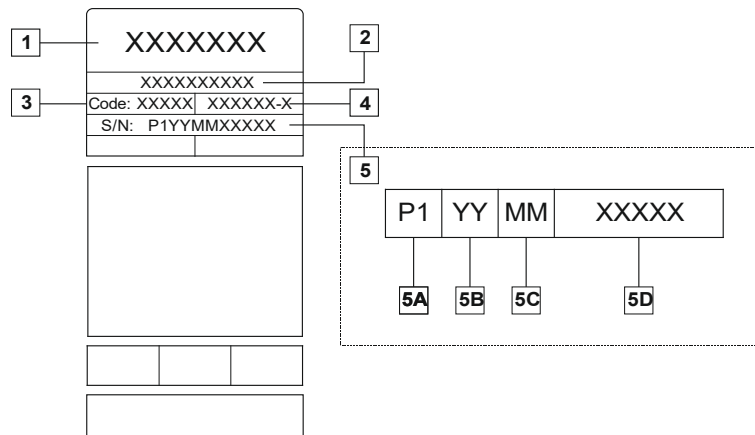 1 XXXXXXX 2
XXXXXXXXXX
3 Code: XXXXX XXXXXX-X 4
S/N: P1YYMMXXXXX
5
P1 YY MM XXXXX
5A 5B 5C 5D